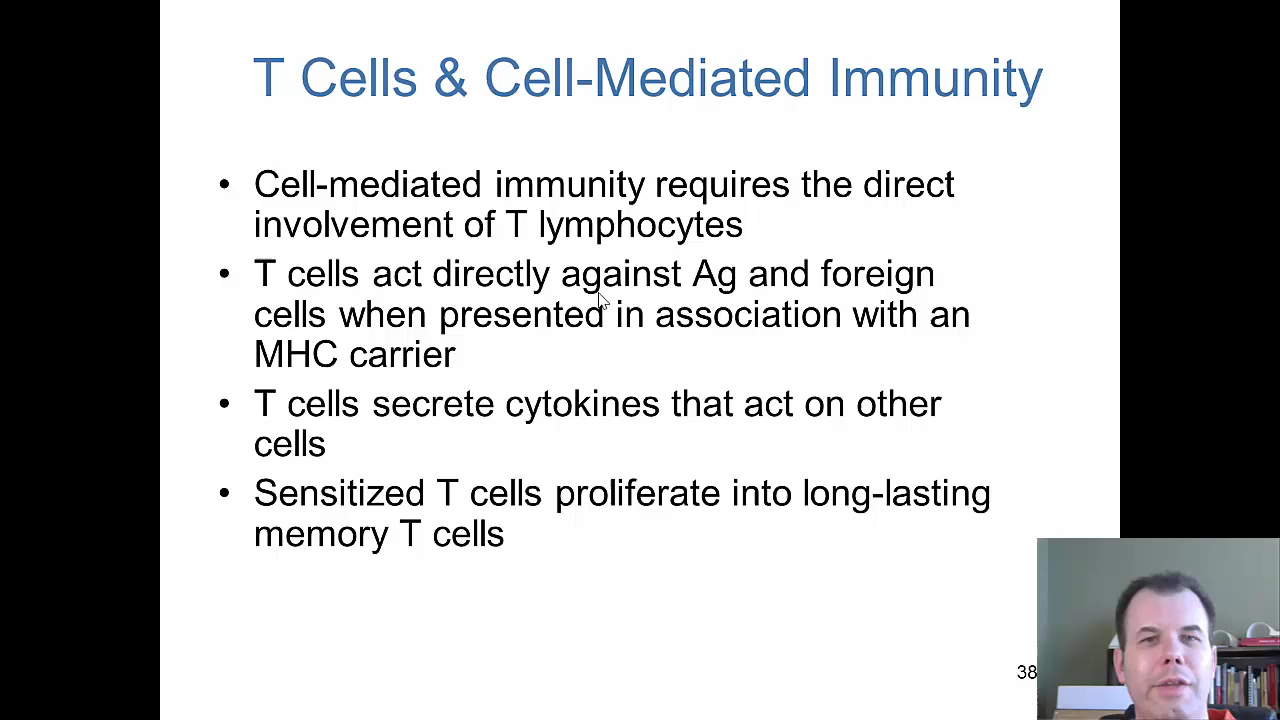 T Cells & Cell-Mediated Immunity
• Cell-mediated immunity requires the direct
involvement of T lymphocytes
• T cells act directly against Ag and foreign
cells when presented in association with an
MHC carrier
• T cells secrete cytokines that act on other
cells
• Sensitized T cells proliferate into long-lasting
memory T cells
38